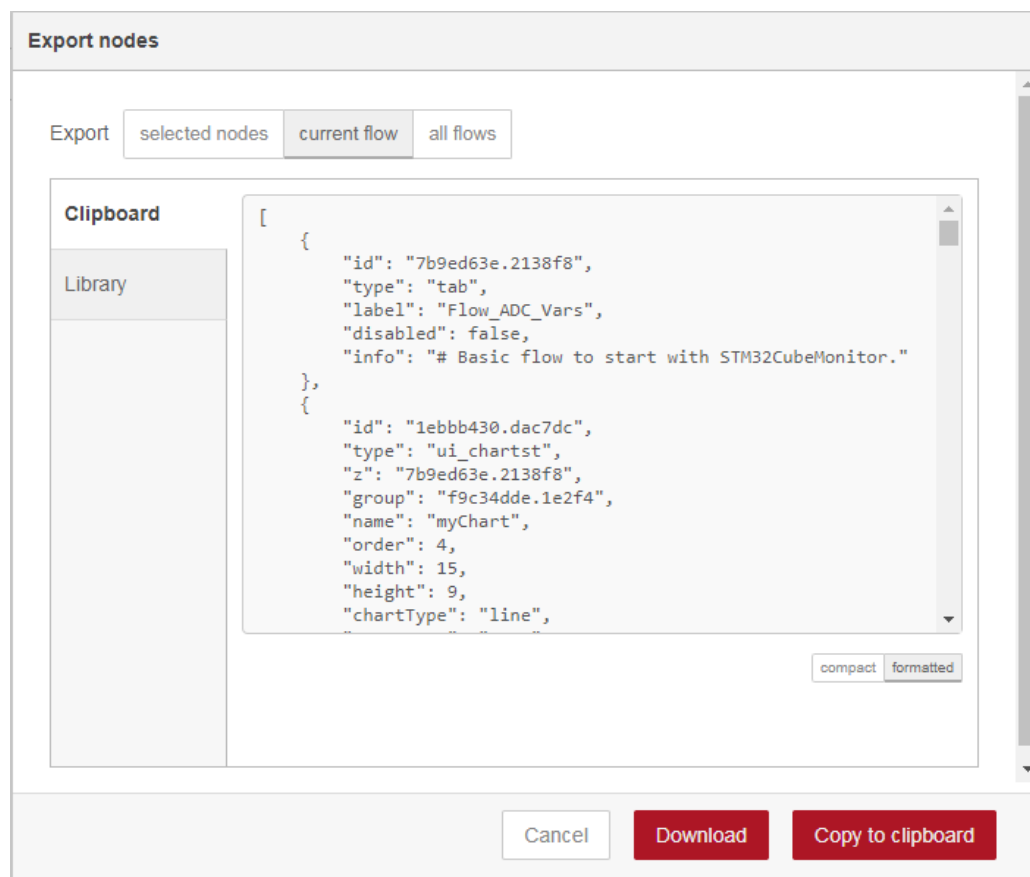 Export nodes
Export selected nodes current flow all flows
Clipboard
Library
[
{
"id": "7b9ed63e.2138f8",
"type": "tab",
"label": "Flow_ADC_Vars",
"disabled": false,
"info": "# Basic flow to start with STM32CubeMonitor."
},
{
"id": "1ebbb430.dac7dc",
"type": "ui_chartst",
"z": "7b9ed63e.2138f8",
"group": "f9c34dde.1e2f4",
"name": "myChart",
"order": 4,
"width": 15,
"height": 9,
"chartType": "line",
compact formatted
Cancel Download Copy to clipboard